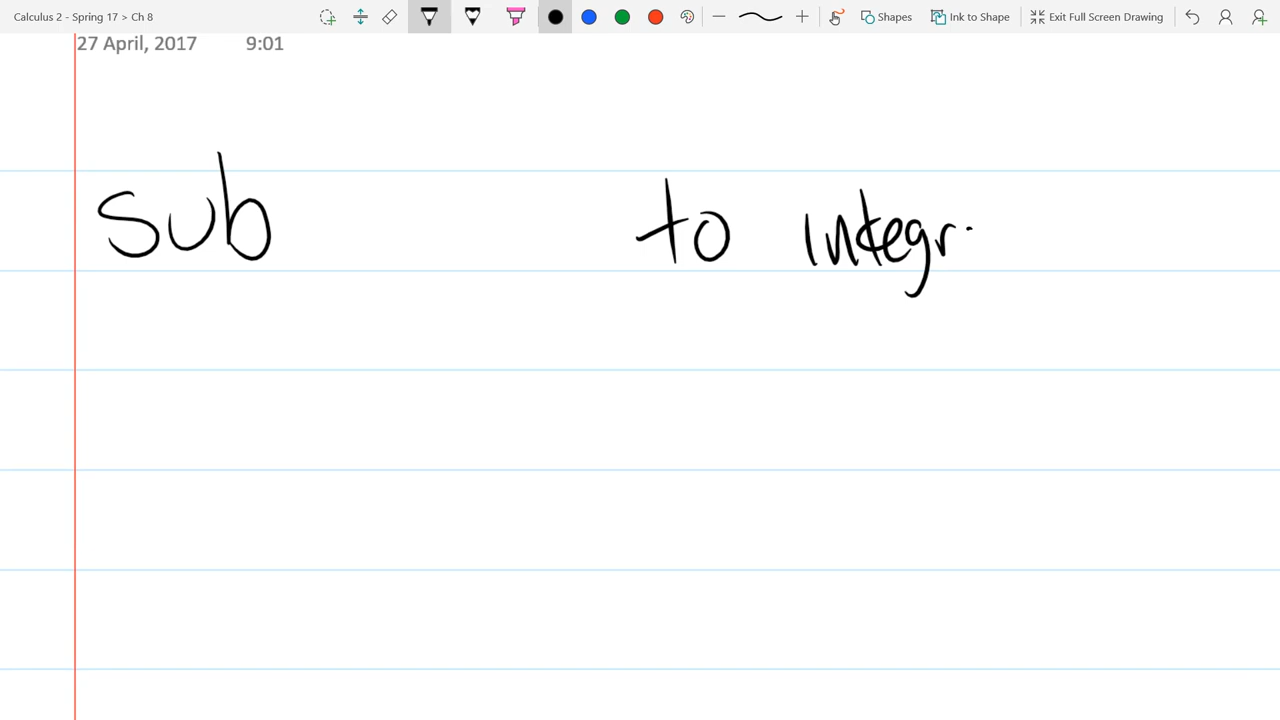 Calculus 2 - Spring 17 > Ch 8
Shapes
Ink to Shape
Exit Full Screen Drawing
27 April, 2017 9:01
Sub to integr